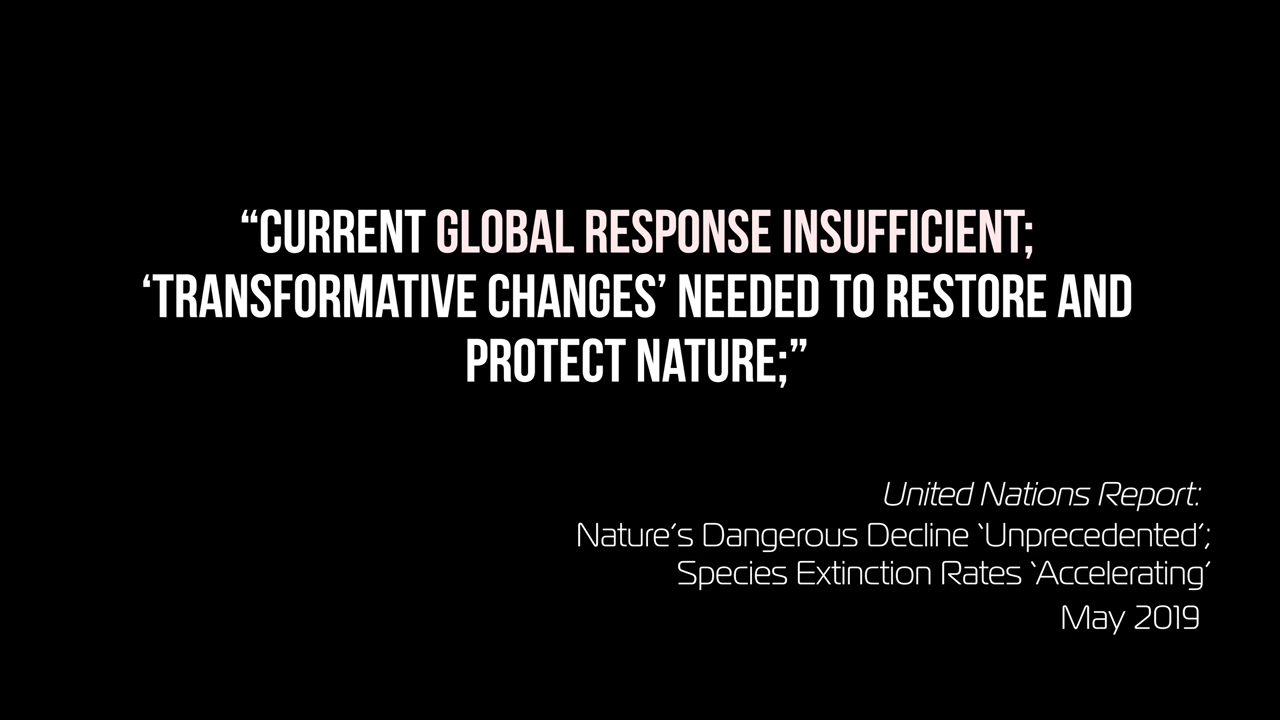 “CURRENT GLOBAL RESPONSE INSUFFICIENT;
‘TRANSFORMATIVE CHANGES’ NEEDED TO RESTORE AND
PROTECT NATURE;”
United Nations Report:
Nature’s Dangerous Decline ‘Unprecedented’;
Species Extinction Rates ‘Accelerating’
May 2019